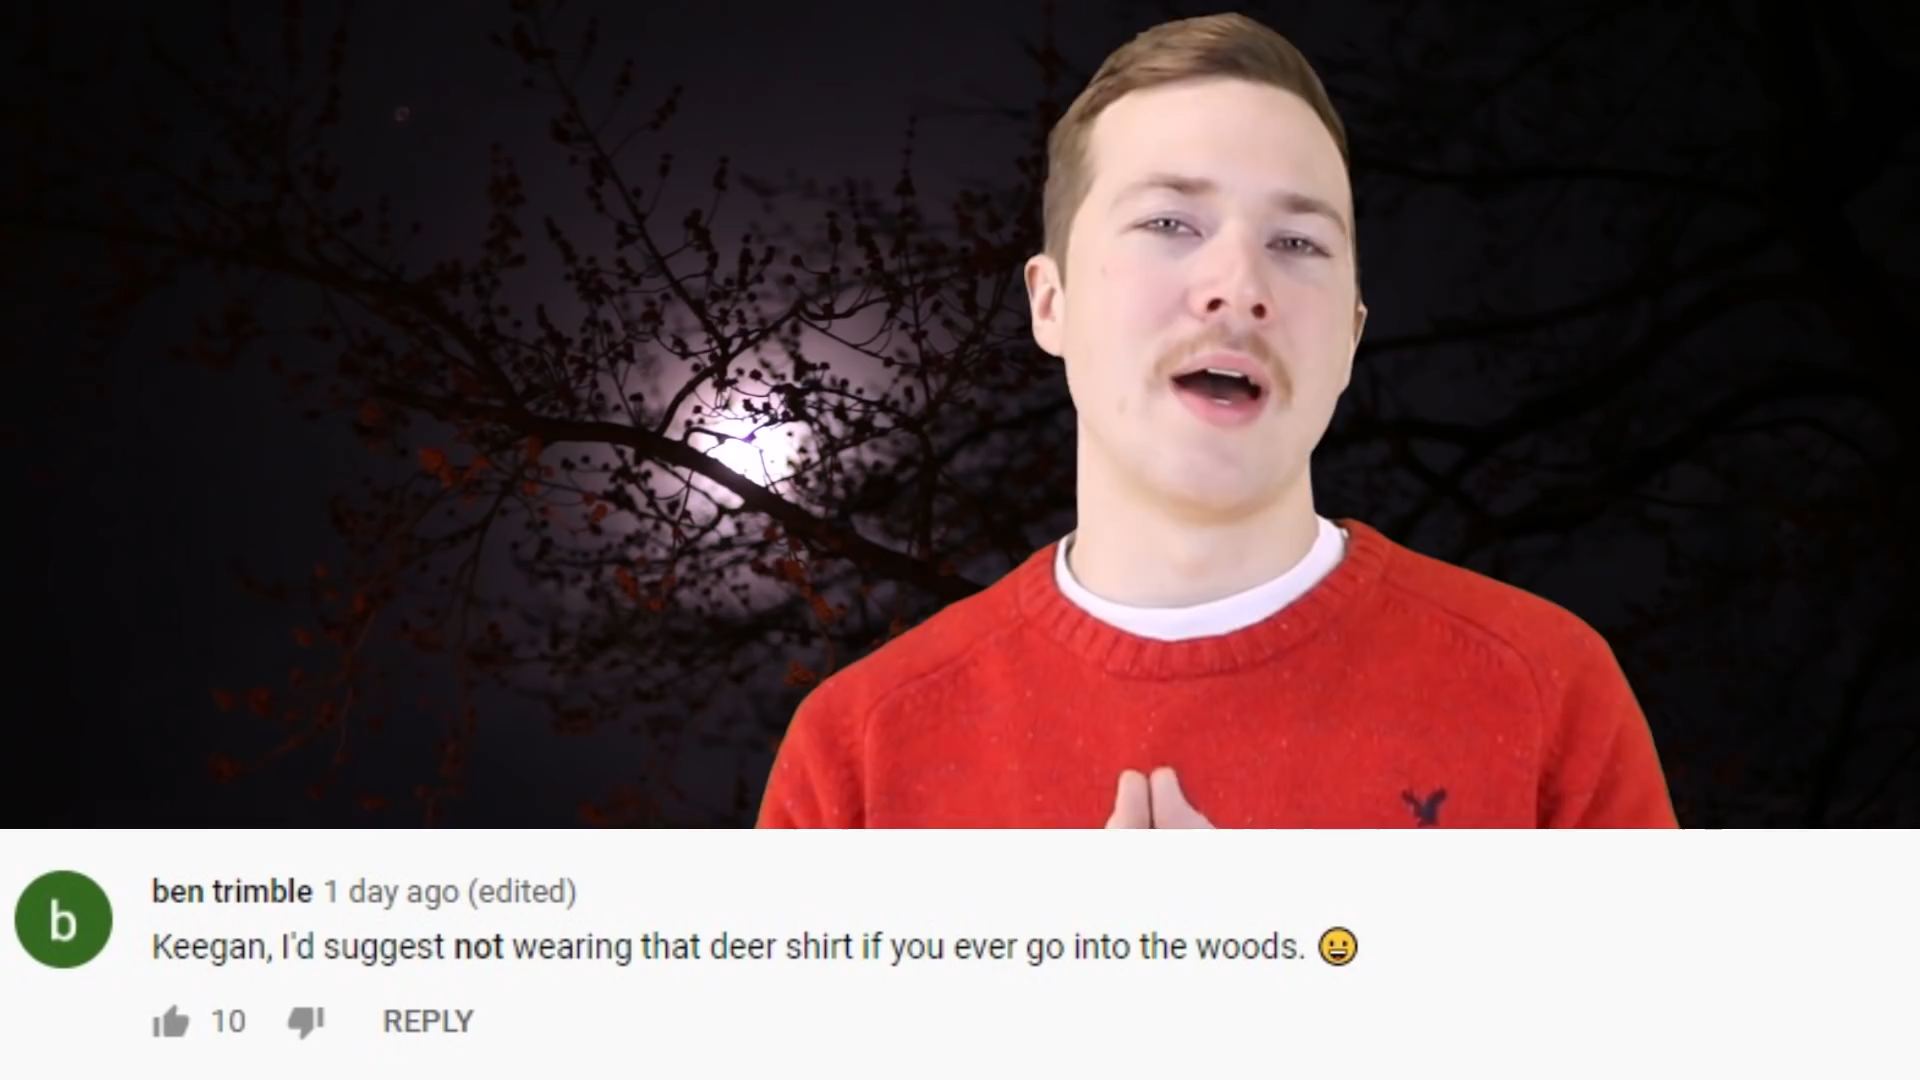 b
ben trimble 1 day ago (edited)
Keegan, I'd suggest not wearing that deer shirt if you ever go into the woods. 😀
10 REPLY